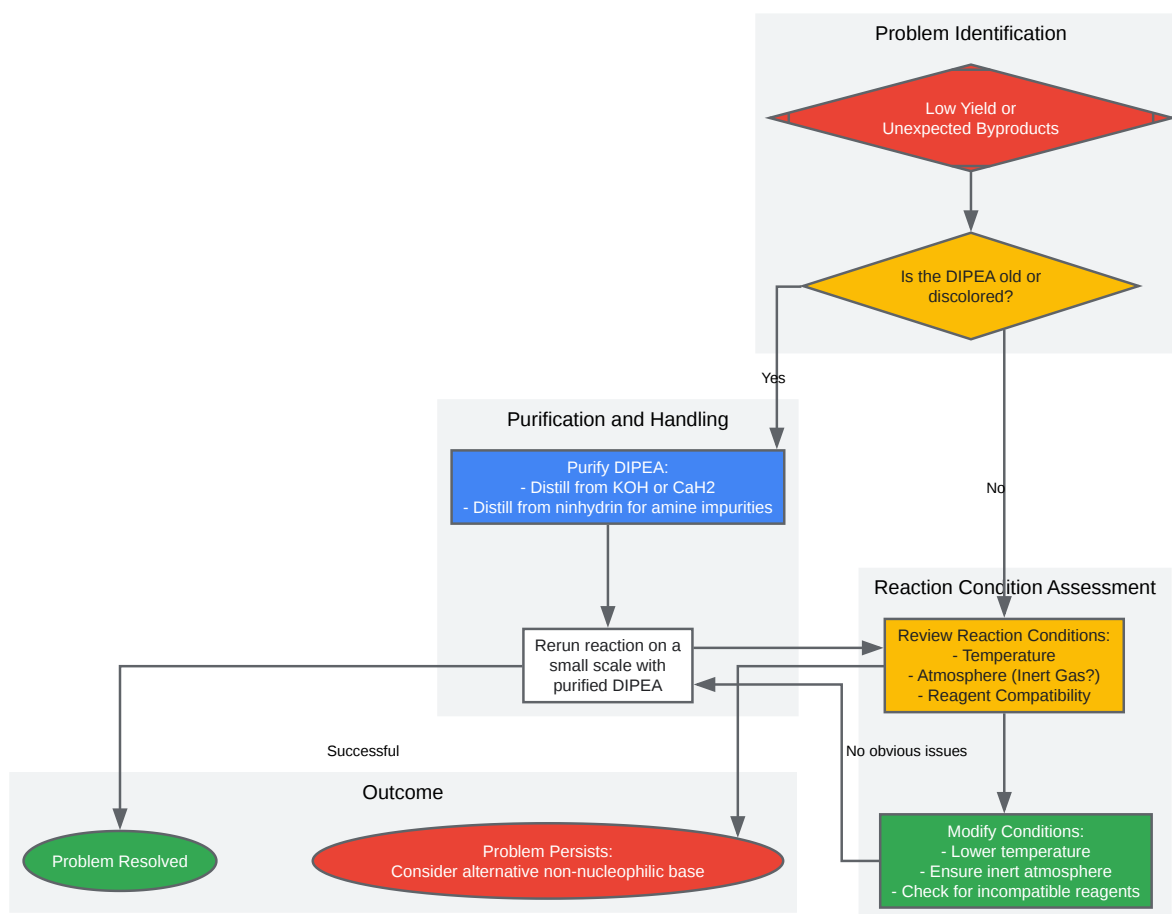 Problem Identification
Low Yield or
Unexpected Byproducts
Is the DIPEA old or
discolored?
Yes
Purification and Handling
Purify DIPEA:
- Distill from KOH or CaH2
- Distill from ninhydrin for amine impurities
No
Reaction Condition Assessment
Rerun reaction on a
small scale with
purified DIPEA
Review Reaction Conditions:
- Temperature
- Atmosphere (Inert Gas?)
- Reagent Compatibility
Successful
No obvious issues
Outcome
Problem Resolved
Problem Persists:
Consider alternative non-nucleophilic base
Modify Conditions:
- Lower temperature
- Ensure inert atmosphere
- Check for incompatible reagents